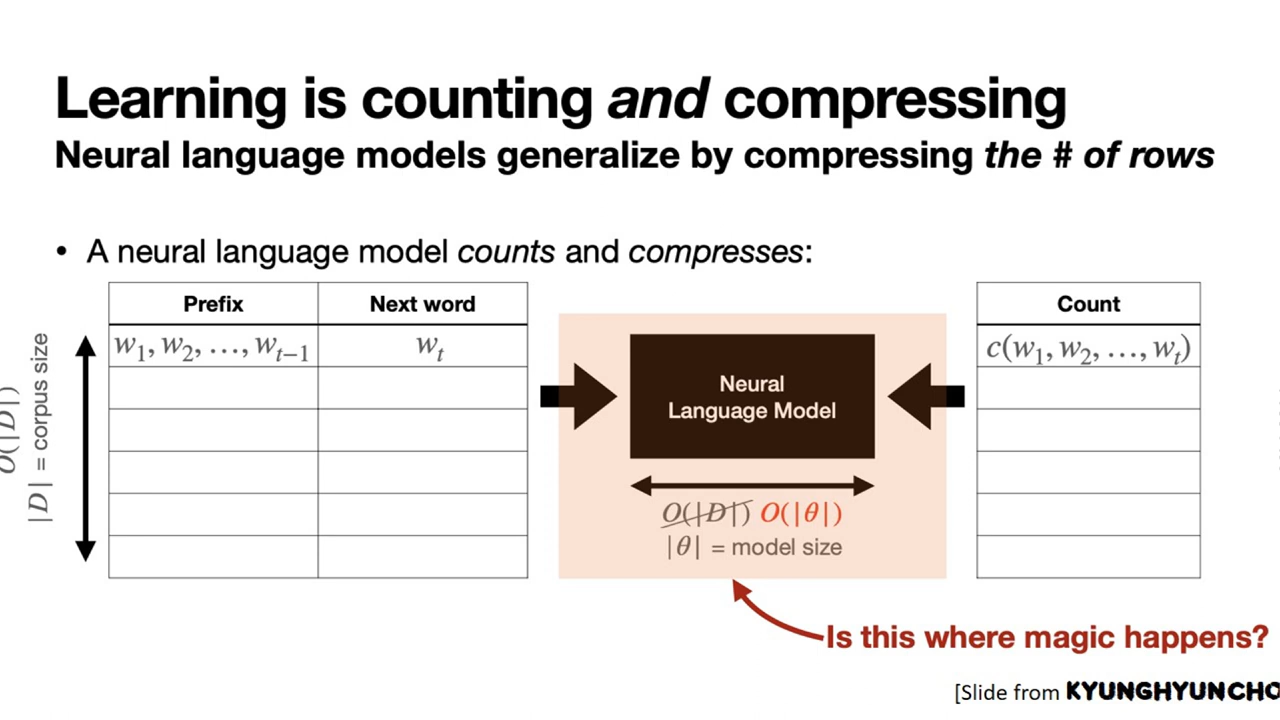 Learning is counting and compressing
Neural language models generalize by compressing the # of rows
• A neural language model counts and compresses:
O(|D|)
|D| = corpus size
Prefix Next word
w₁, w₂, …, wₜ₋₁ wₜ
Neural
Language Model
O(|D|) O(|θ|)
|θ| = model size
Count
c(w₁, w₂, …, wₜ)
Is this where magic happens?
[Slide from KYUNGHYUN CHO